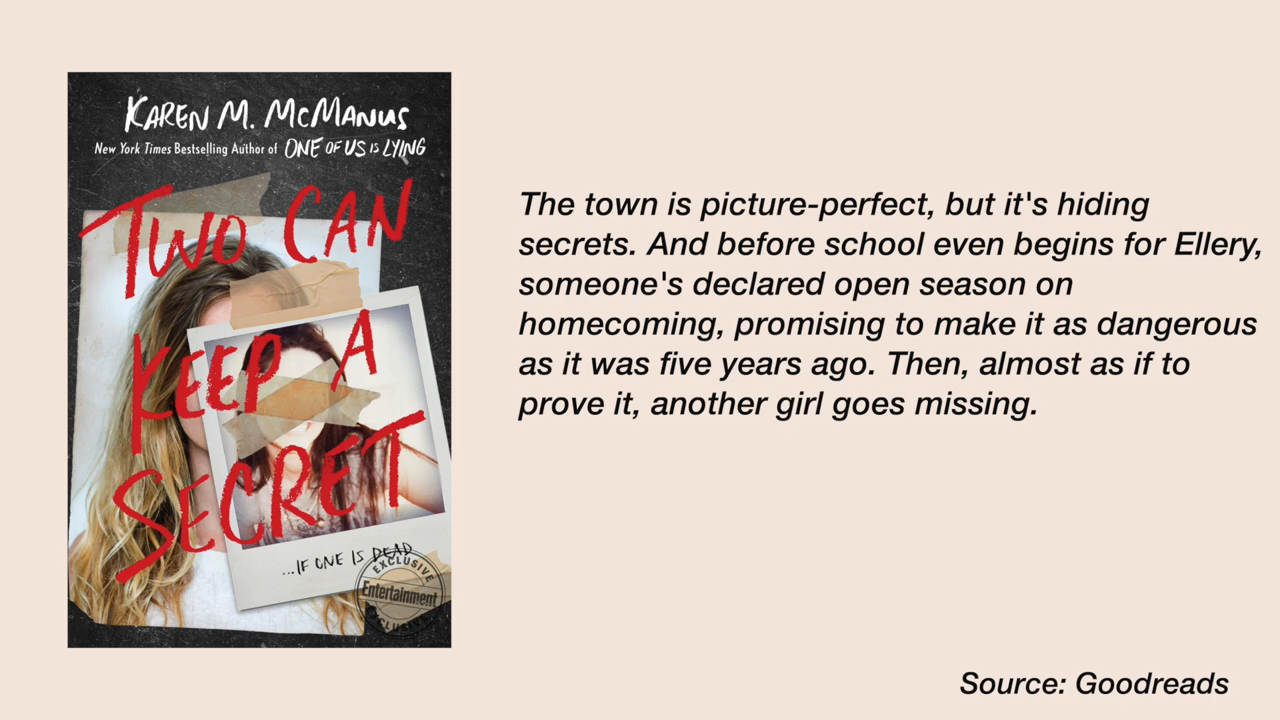 KAREN M. MCMANUS
New York Times Bestselling Author of ONE OF US IS LYING
TWO CAN
KEEP A
SECRET
...IF ONE IS DEAD
EXCLUSIVE
Entertainment
EXCLUSIVE
The town is picture-perfect, but it's hiding
secrets. And before school even begins for Ellery,
someone's declared open season on
homecoming, promising to make it as dangerous
as it was five years ago. Then, almost as if to
prove it, another girl goes missing.
Source: Goodreads